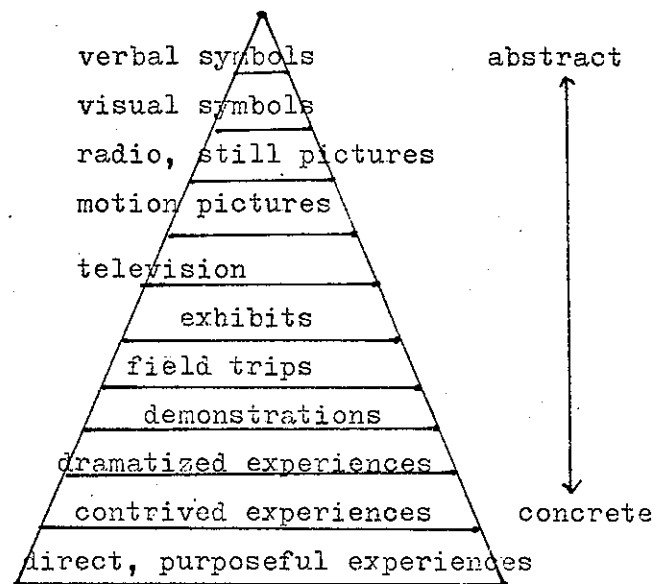 verbal symbols
abstract
visual symbols
radio, still pictures
motion pictures
television
exhibits
field trips
demonstrations
dramatized experiences
contrived experiences
concrete
direct, purposeful experiences